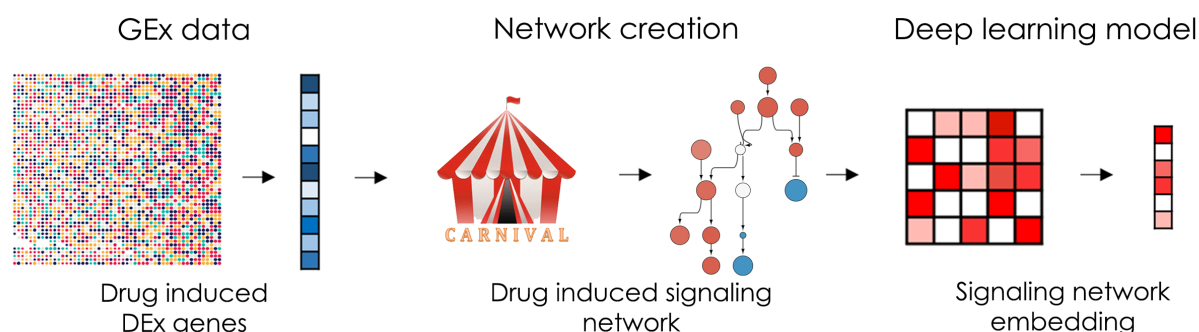 GEx data
Network creation
Deep learning model
CARNIVAL
Drug induced
DEx genes
Drug induced signaling
network
Signaling network
embedding